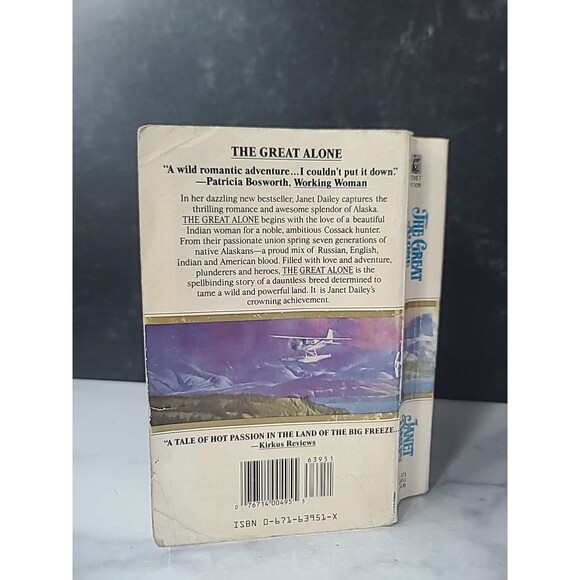 THE GREAT ALONE
"A wild romantic adventure...I couldn't put it down."
—Patricia Bosworth, Working Woman
In her dazzling new bestseller, Janet Dailey captures the
thrilling romance and awesome splendor of Alaska.
THE GREAT ALONE begins with the love of a beautiful
Indian woman for a noble, ambitious Cossack hunter.
From their passionate union spring seven generations of
native Alaskans—a proud mix of Russian, English,
indian and American blood. Filled with love and adventure,
plunderers and heroes, THE GREAT ALONE is the
spellbinding story of a dauntless breed determined to
tame a wild and powerful land. It is Janet Dailey's
crowning achievement.
"A TALE OF HOT PASSION IN THE LAND OF THE BIG FREEZE...
—Kirkus Reviews
63951
0 76714 00495 5
ISBN 0-671-63951-X
THE GREAT
JANET